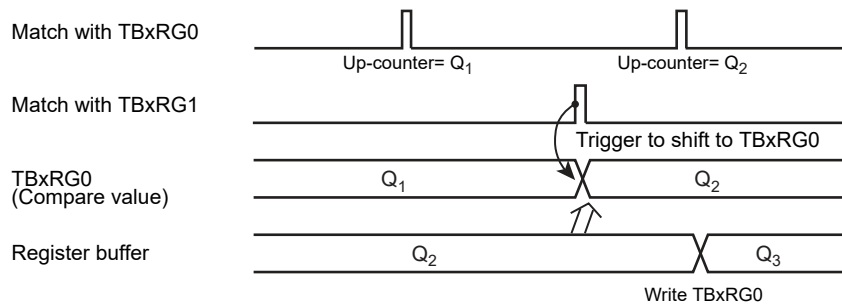 Match with TBxRG0
Up-counter= Q1
Up-counter= Q2
Match with TBxRG1
Trigger to shift to TBxRG0
TBxRG0
(Compare value)
Q1
Q2
Register buffer
Q2
Q3
Write TBxRG0